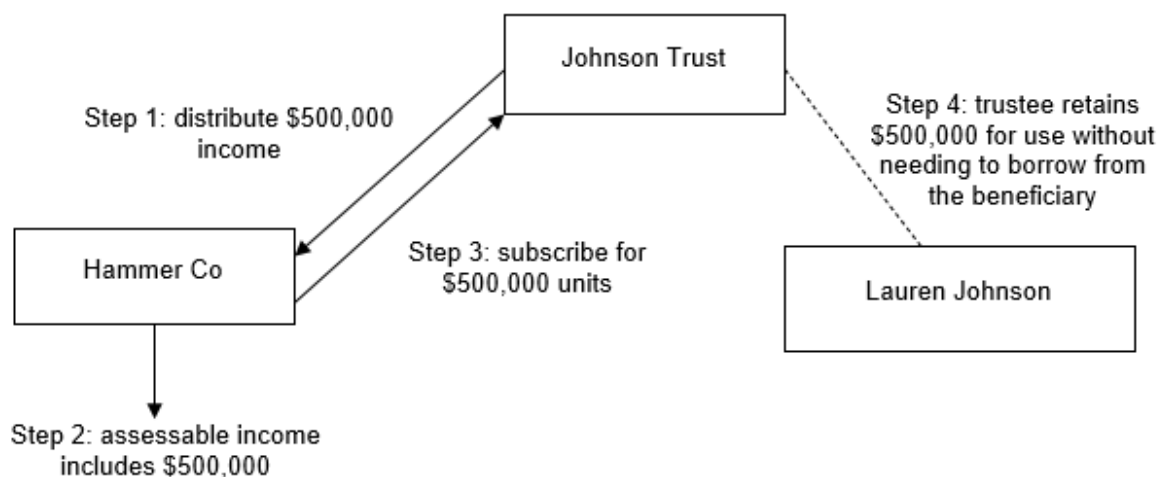 Johnson Trust
Step 1: distribute $500,000
income
Step 4: trustee retains
$500,000 for use without
needing to borrow from
the beneficiary
Hammer Co
Step 3: subscribe for
$500,000 units
Lauren Johnson
Step 2: assessable income
includes $500,000